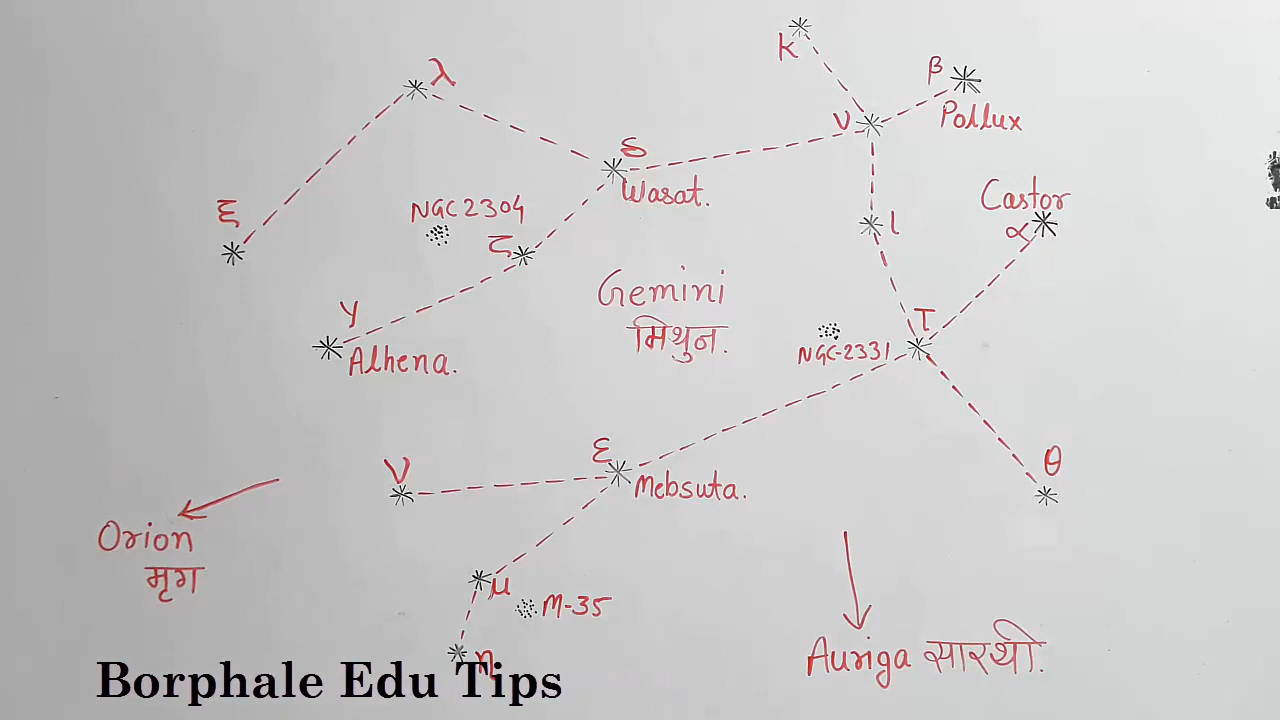 K
λ
β
ν
Pollux
δ
Wasat.
ξ
NGC 2304
ζ
ι
Castor
α
Gemini
मिथुन.
γ
Alhena.
τ
NGC-2331
ε
Mebsuta.
ν
θ
Orion
मृग
μ
M-35
η
Auriga सारथी.
Borphale Edu Tips